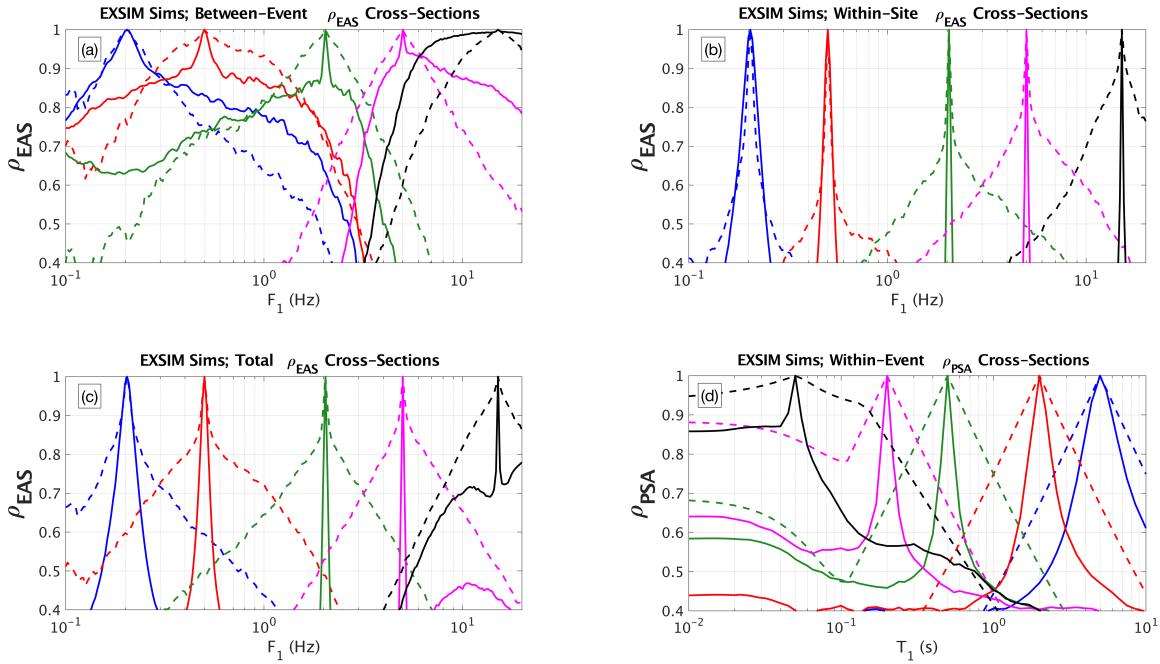 EXSIM Sims; Between-Event ρEAS Cross-Sections
(a)
1
0.9
0.8
0.7
0.6
0.5
0.4
ρEAS
10-1 100 101
F1 (Hz)
EXSIM Sims; Within-Site ρEAS Cross-Sections
(b)
1
0.9
0.8
0.7
0.6
0.5
0.4
ρEAS
10-1 100 101
F1 (Hz)
EXSIM Sims; Total ρEAS Cross-Sections
(c)
1
0.9
0.8
0.7
0.6
0.5
0.4
ρEAS
10-1 100 101
F1 (Hz)
EXSIM Sims; Within-Event ρPSA Cross-Sections
(d)
1
0.9
0.8
0.7
0.6
0.5
0.4
ρPSA
10-2 10-1 100 101
T1 (s)